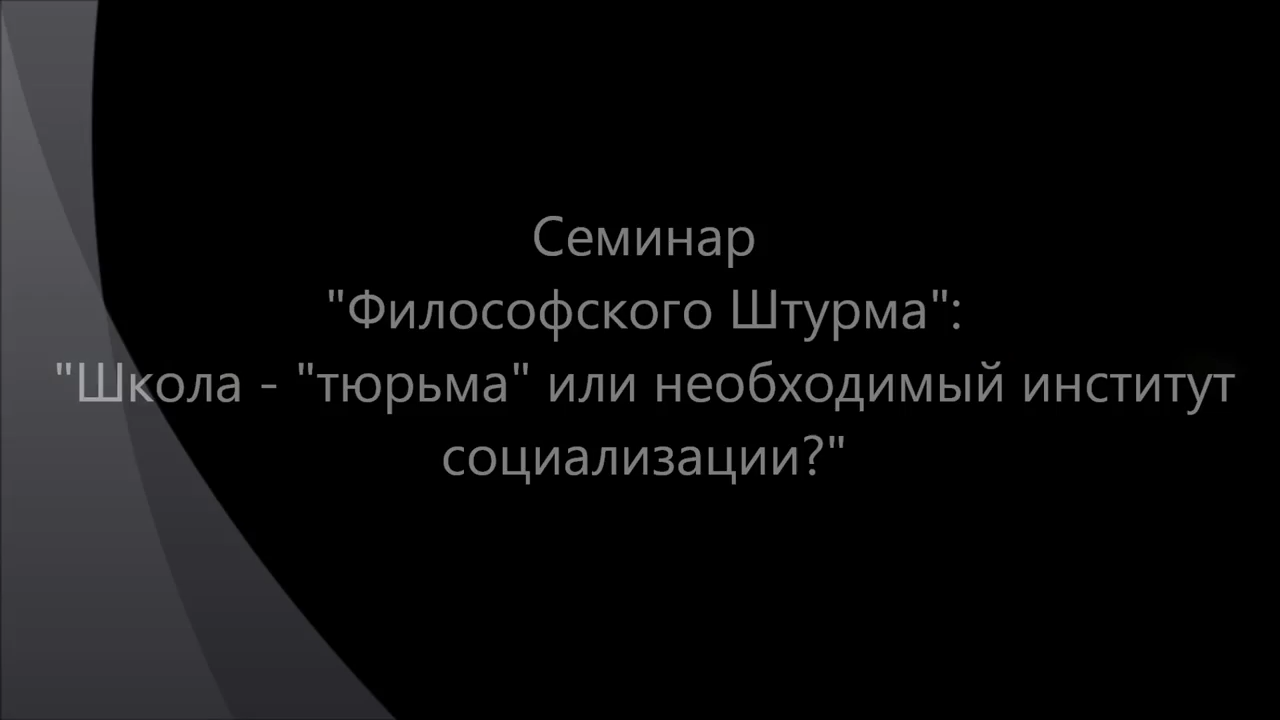 Семинар
"Философского Штурма":
"Школа - "тюрьма" или необходимый институт
социализации?"